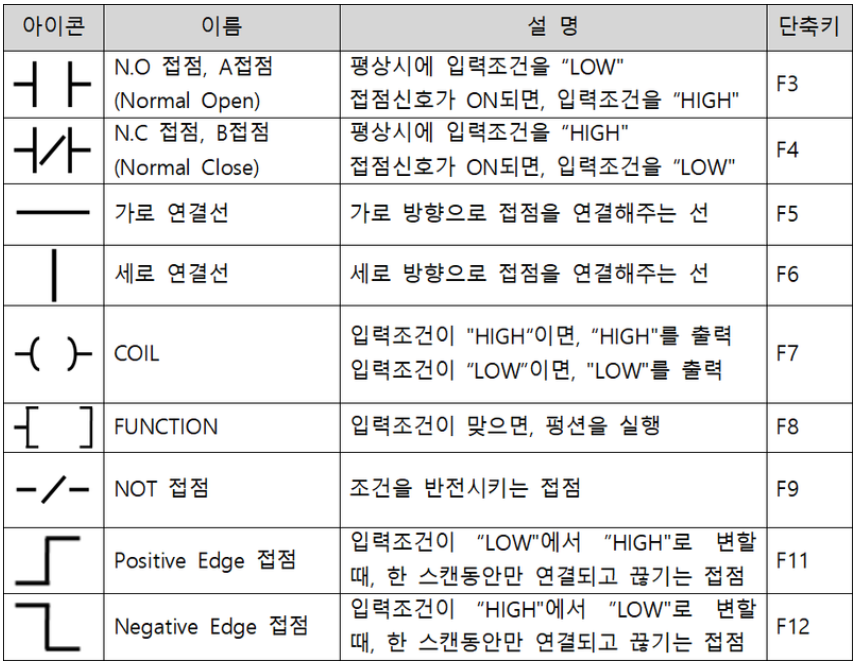 아이콘 이름 설 명 단축키
N.O 접점, A접점
(Normal Open)
평상시에 입력조건을 “LOW"
접점신호가 ON되면, 입력조건을 “HIGH"
F3
N.C 접점, B접점
(Normal Close)
평상시에 입력조건을 “HIGH"
접점신호가 ON되면, 입력조건을 “LOW"
F4
가로 연결선
가로 방향으로 접점을 연결해주는 선
F5
세로 연결선
세로 방향으로 접점을 연결해주는 선
F6
COIL
입력조건이 "HIGH“이면, “HIGH"를 출력
입력조건이 “LOW”이면, "LOW"를 출력
F7
FUNCTION
입력조건이 맞으면, 펑션을 실행
F8
NOT 접점
조건을 반전시키는 접점
F9
Positive Edge 접점
입력조건이 “LOW"에서 “HIGH"로 변할
때, 한 스캔동안만 연결되고 끊기는 접점
F11
Negative Edge 접점
입력조건이 “HIGH"에서 “LOW"로 변할
때, 한 스캔동안만 연결되고 끊기는 접점
F12